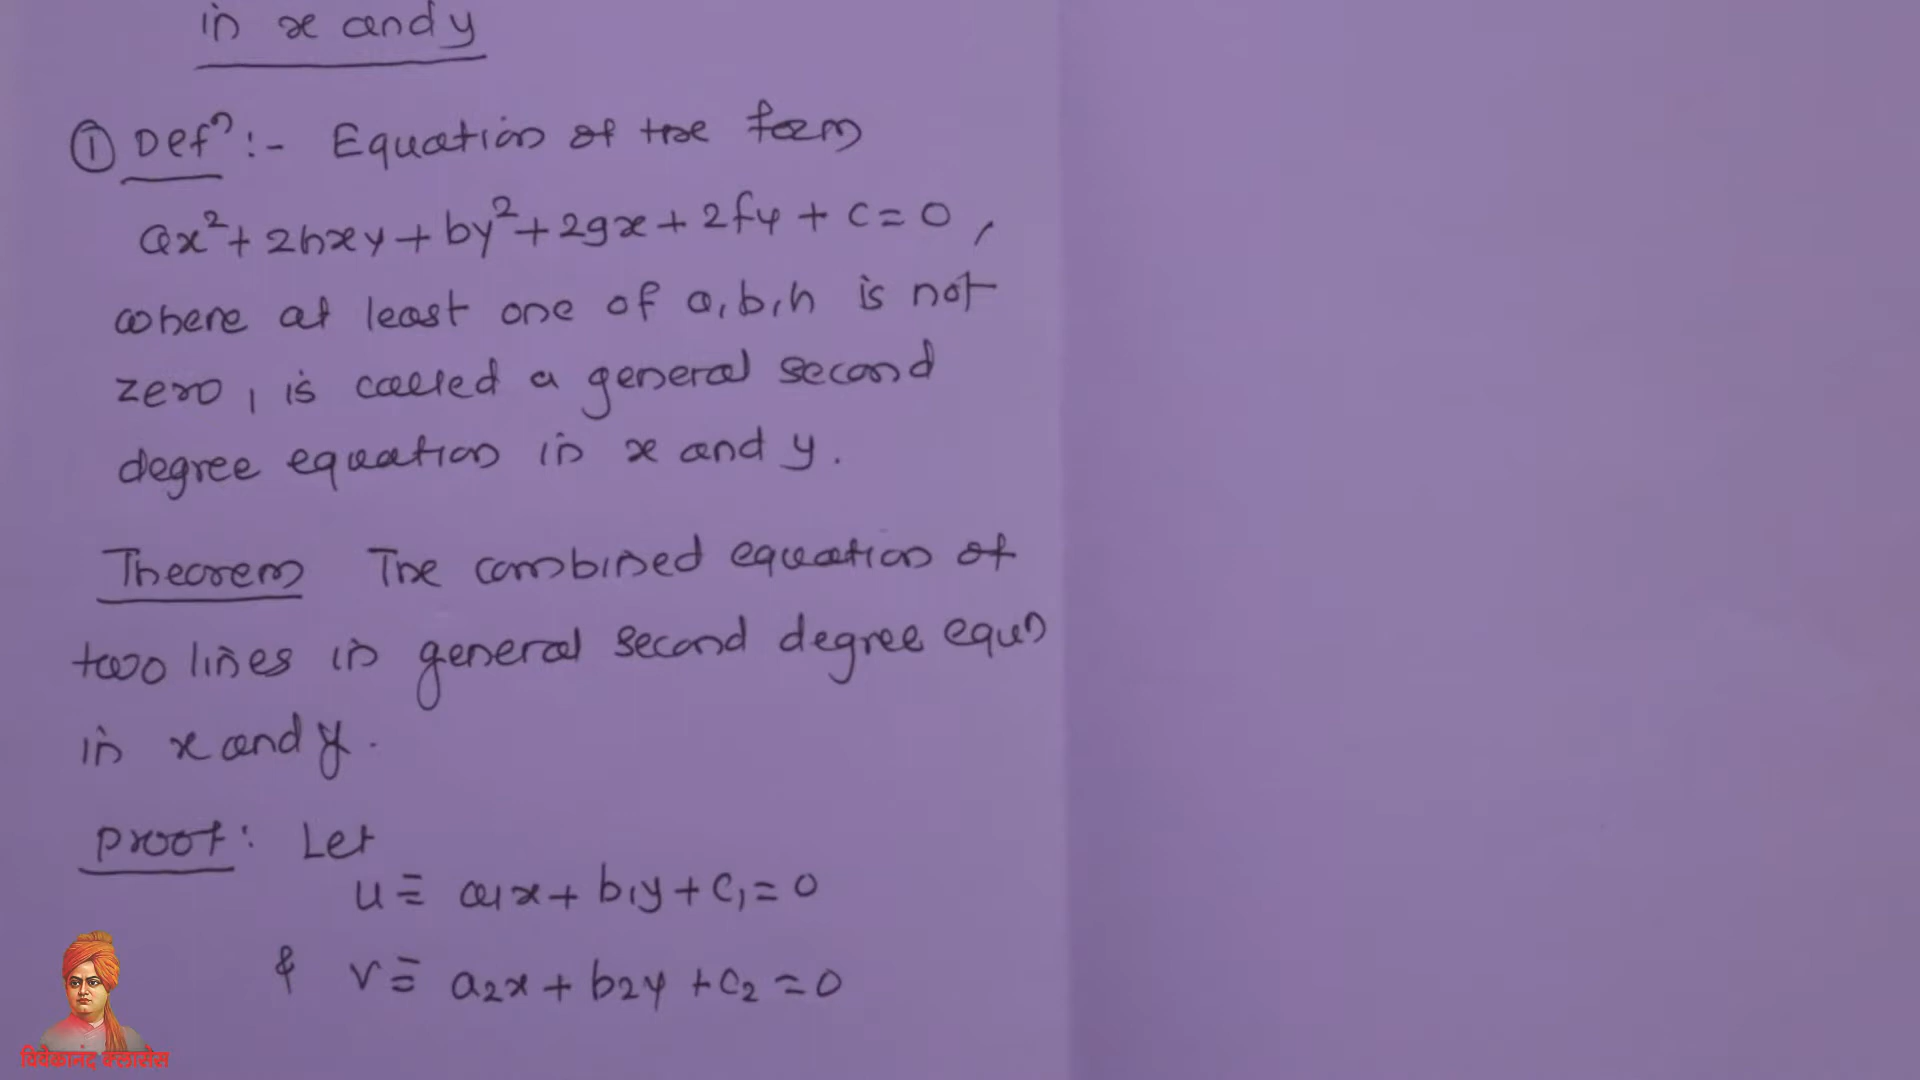 in x and y
① Defⁿ :- Equation of the form
ax²+2hxy+by²+2gx+2fy+c=0,
where at least one of a,b,h is not
zero, is called a general second
degree equation in x and y.
Theorem The combined equation of
two lines in general second degree equn
in x and y.
Proof: Let
u ≡ a₁x+b₁y+c₁=0
& v ≡ a₂x+b₂y+c₂=0
विवेकानंद क्लासेस